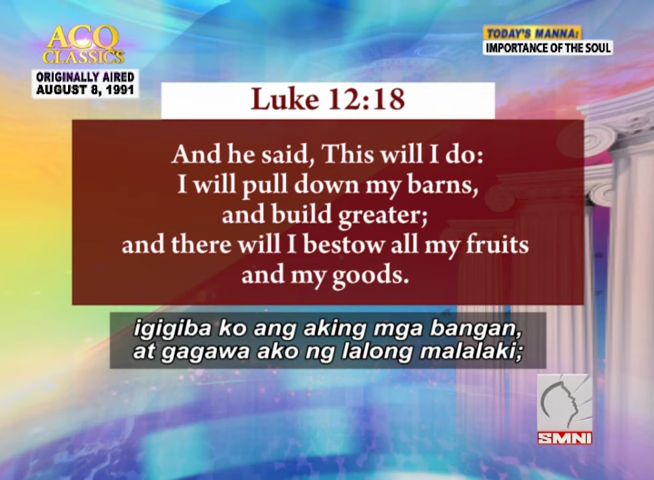 ACQ
CLASSICS
ORIGINALLY AIRED
AUGUST 8, 1991
TODAY'S MANNA:
IMPORTANCE OF THE SOUL
Luke 12:18
And he said, This will I do:
I will pull down my barns,
and build greater;
and there will I bestow all my fruits
and my goods.
igigiba ko ang aking mga bangan,
at gagawa ako ng lalong malalaki;
SMNI